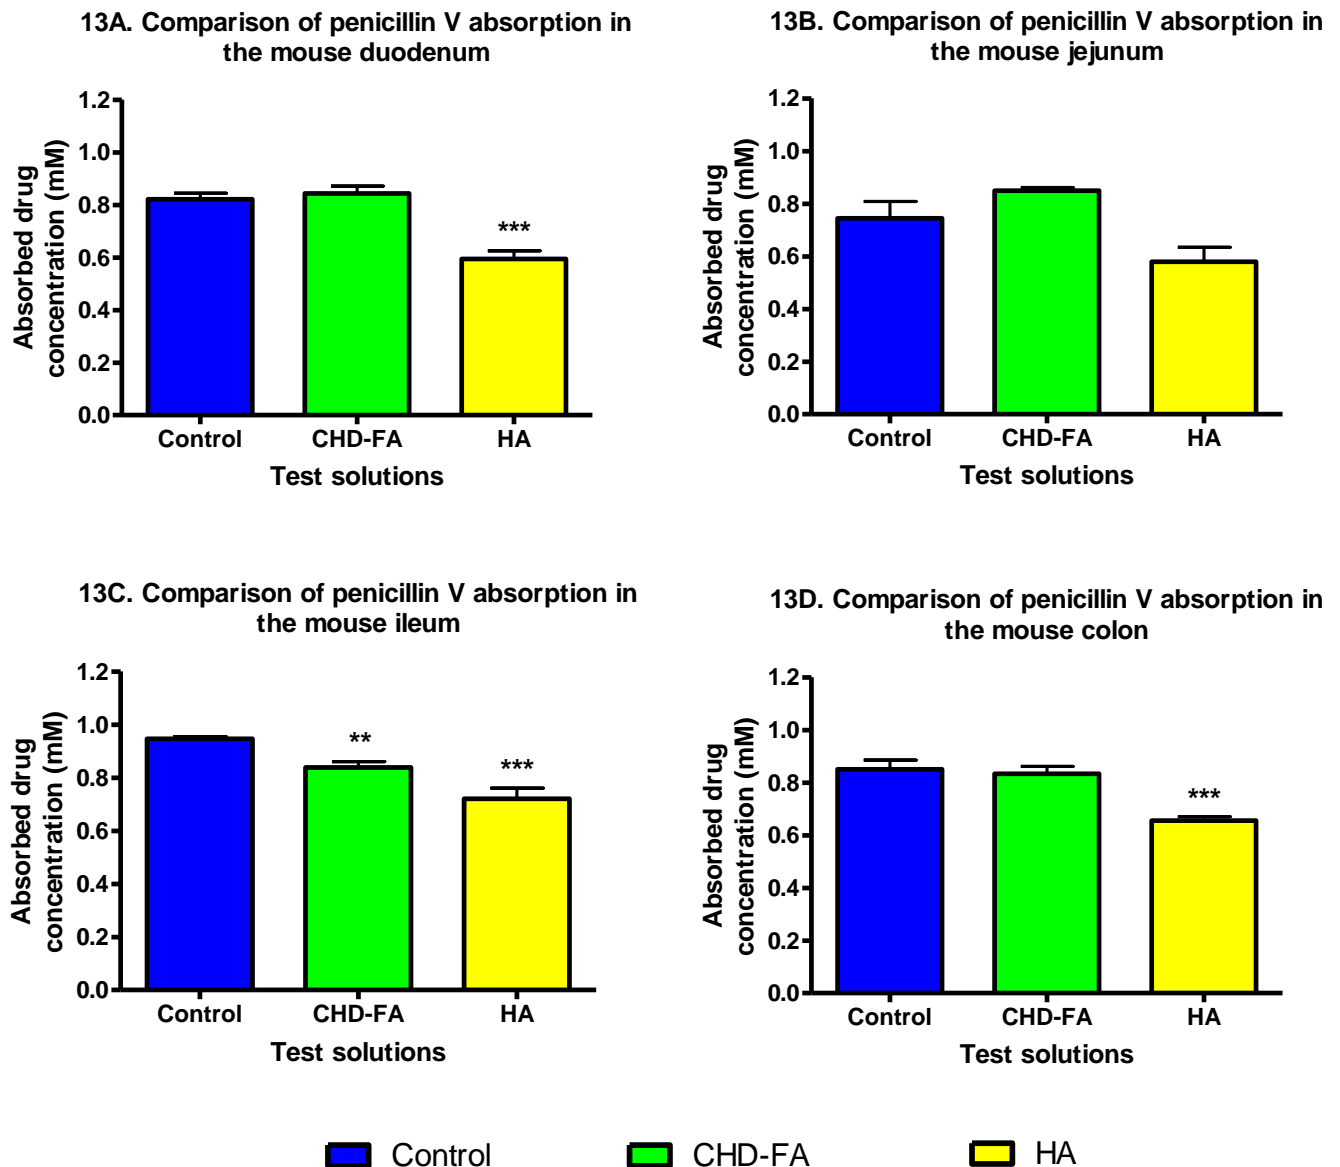 13A. Comparison of penicillin V absorption in
the mouse duodenum
Absorbed drug
concentration (mM)
1.2
1.0
0.8
0.6
0.4
0.2
0.0
***
Control
CHD-FA
HA
Test solutions
13B. Comparison of penicillin V absorption in
the mouse jejunum
Absorbed drug
concentration (mM)
1.2
1.0
0.8
0.6
0.4
0.2
0.0
Control
CHD-FA
HA
Test solutions
13C. Comparison of penicillin V absorption in
the mouse ileum
Absorbed drug
concentration (mM)
1.2
1.0
0.8
0.6
0.4
0.2
0.0
**
***
Control
CHD-FA
HA
Test solutions
13D. Comparison of penicillin V absorption in
the mouse colon
Absorbed drug
concentration (mM)
1.2
1.0
0.8
0.6
0.4
0.2
0.0
***
Control
CHD-FA
HA
Test solutions
Control
CHD-FA
HA